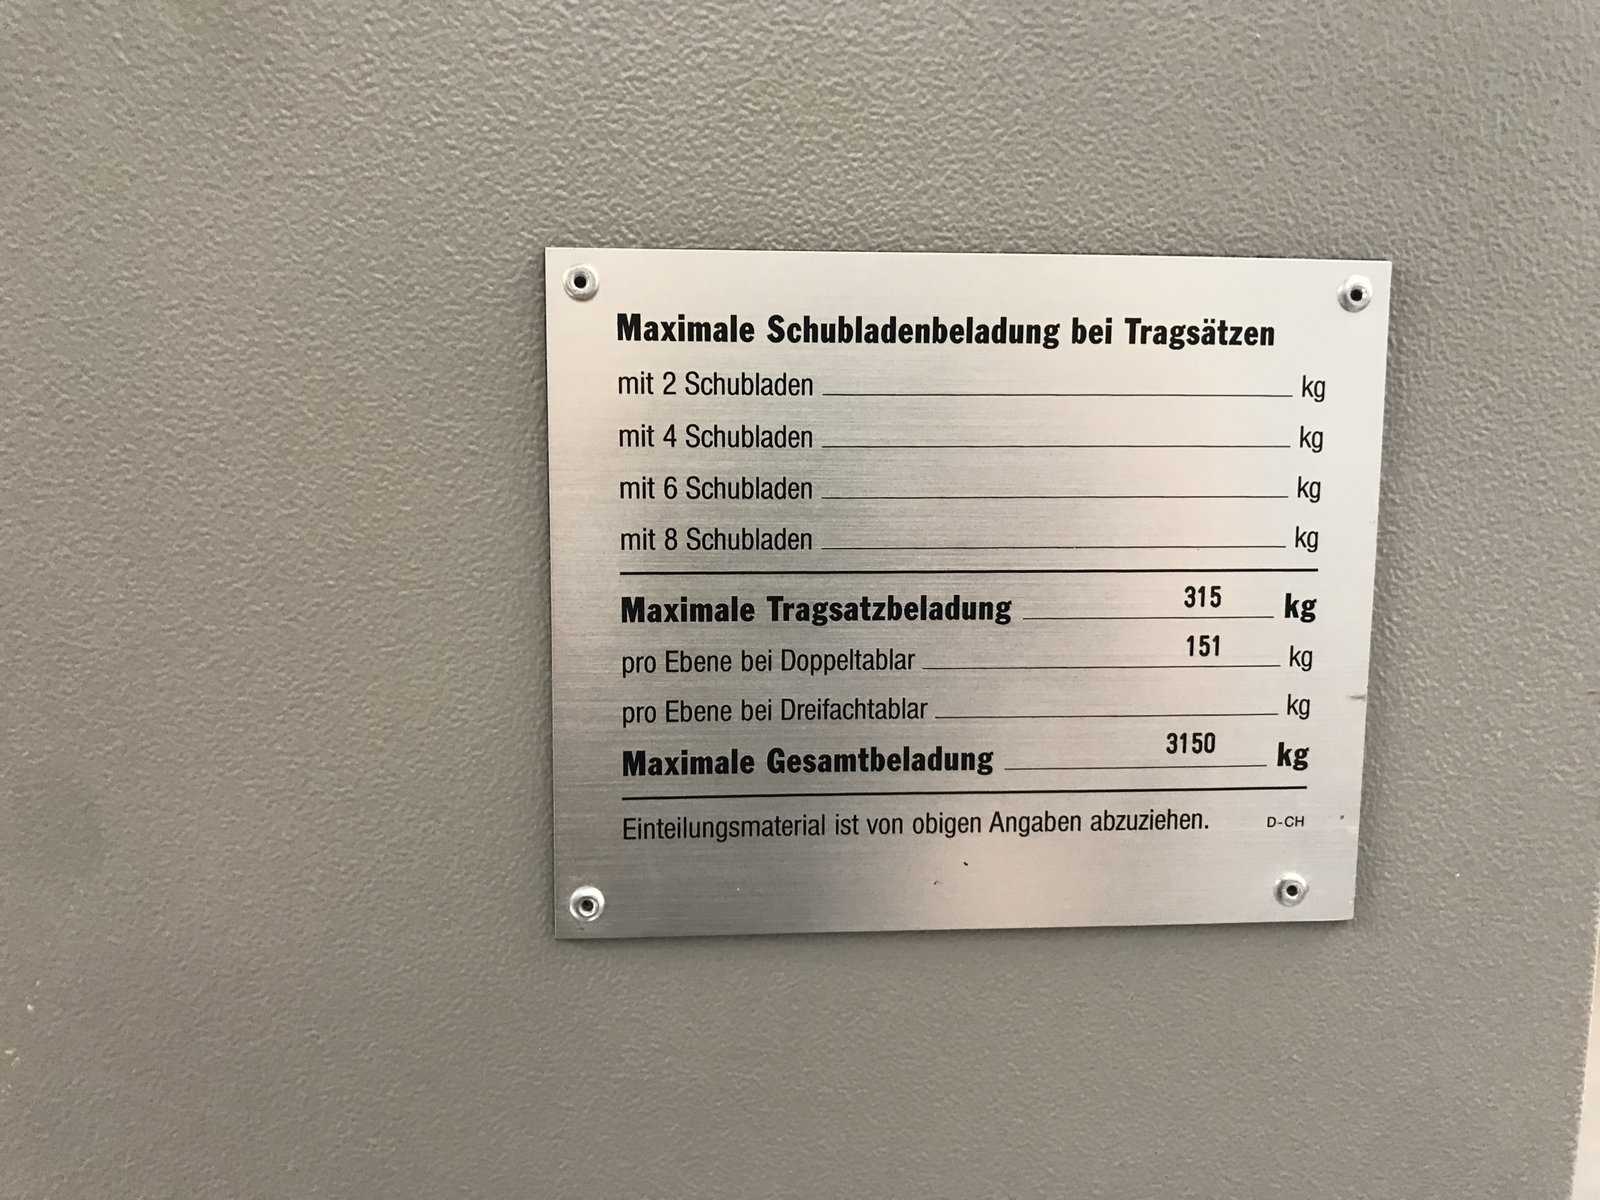 Maximale Schubladenbeladung bei Tragsätzen
mit 2 Schubladen kg
mit 4 Schubladen kg
mit 6 Schubladen kg
mit 8 Schubladen kg
Maximale Tragsatzbeladung 315 kg
pro Ebene bei Doppeltablar 151 kg
pro Ebene bei Dreifachtablar kg
Maximale Gesamtbeladung 3150 kg
Einteilungsmaterial ist von obigen Angaben abzuziehen. D-CH